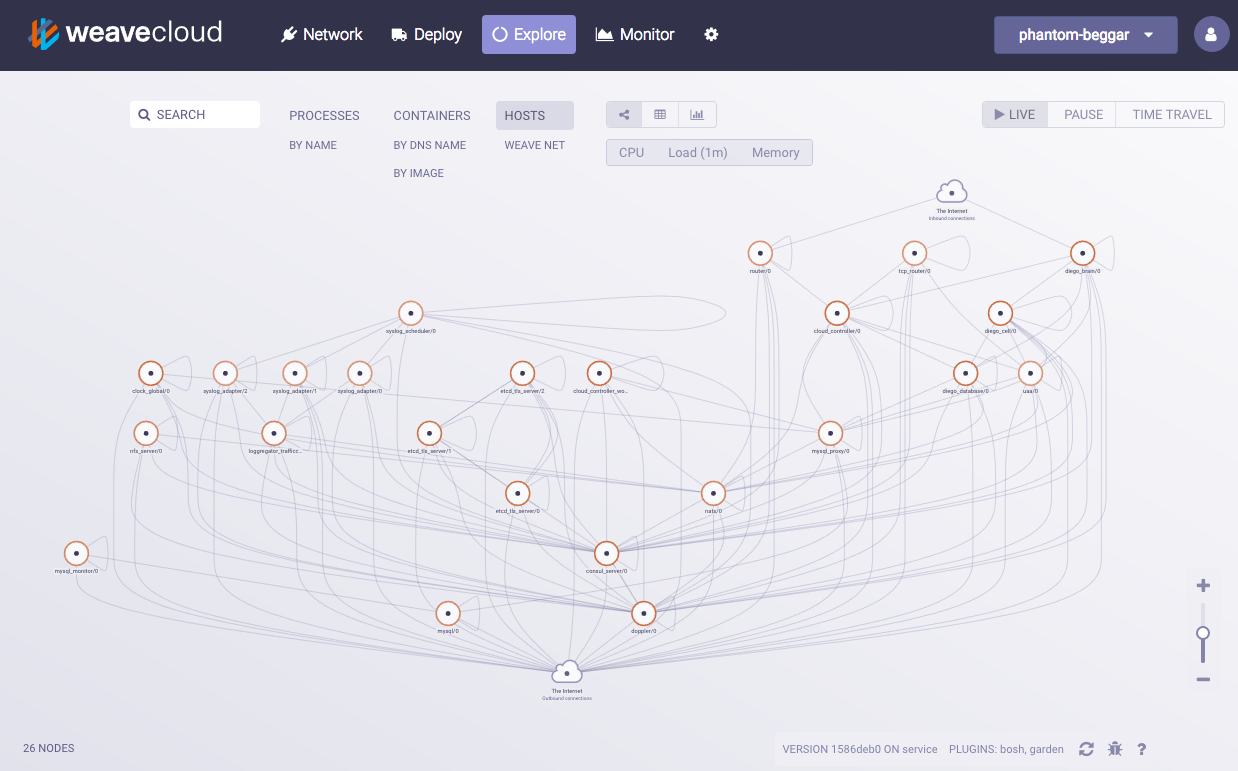 weavecloud
Network
Deploy
Explore
Monitor
phantom-beggar
SEARCH
PROCESSES
CONTAINERS
HOSTS
LIVE
PAUSE
TIME TRAVEL
BY NAME
BY DNS NAME
WEAVE NET
CPU
Load (1m)
Memory
BY IMAGE
The Internet
Inbound connections
router/0
tcp_router/0
diego_brain/0
syslog_scheduler/0
cloud_controller/0
diego_cell/0
clock_global/0
syslog_adapter/2
syslog_adapter/1
syslog_adapter/0
etcd_tls_server/2
cloud_controller_wo...
diego_database/0
uaa/0
nfs_server/0
loggregator_trafficc...
etcd_tls_server/1
mysql_proxy/0
etcd_tls_server/0
nats/0
mysql_monitor/0
consul_server/0
mysql/0
doppler/0
The Internet
Outbound connections
26 NODES
VERSION 1586deb0 ON service
PLUGINS: bosh, garden
?